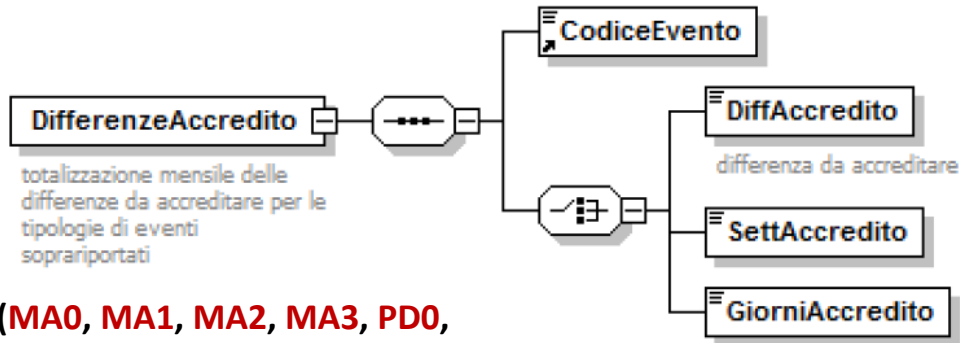 CodiceEvento
DifferenzeAccredito
totalizzazione mensile delle
differenze da accreditare per le
tipologie di eventi
soprariportati
DiffAccredito
differenza da accreditare
SettAccredito
GiorniAccredito
(MA0, MA1, MA2, MA3, PD0,